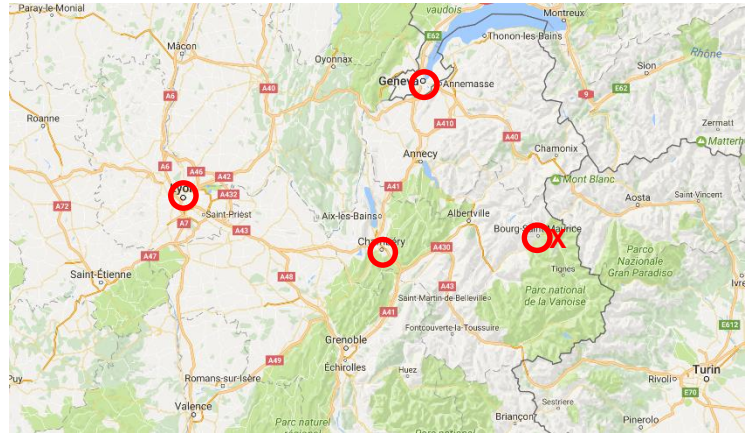 Paray-le-Monial
vaudois
Montreux
E62
Thonon-les-Bains
Mâcon
Oyonnax
Rhône
Sion
A6
A40
Geneva
Annemasse
9
E62
Roanne
A410
Zermatt
A40
Matterh
A6
A46
A42
Annecy
Chamonix
Mont Blanc
Lyon
A432
A41
Aosta
Saint-Vincent
A72
A7
Saint-Priest
Aix-les-Bains
Albertville
A43
Bourg-Saint-Maurice
X
Chambéry
A430
Parco
Nazionale
Gran Paradiso
A47
Tignes
Saint-Étienne
A48
A43
Parc national
de la Vanoise
Ivre
Saint-Martin-de-Belleville
A41
E612
Fontcouverte-la-Toussuire
Grenoble
A49
Échirolles
Huez
Turin
Puy
Romans-sur-Isère
Rivoli
E70
Valence
Sestriere
Parc naturel
Briançon
Pinerolo